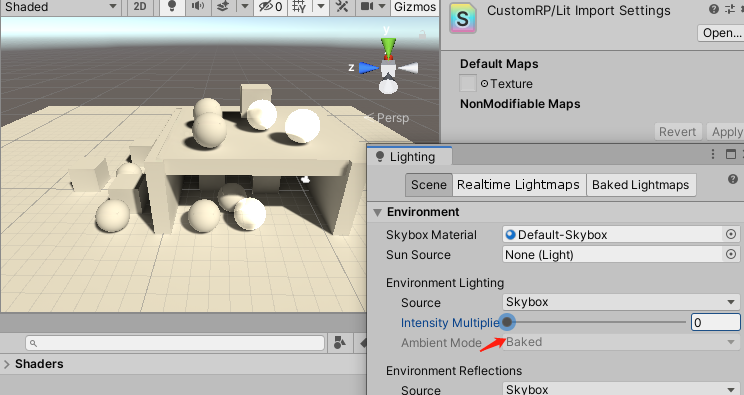 Shaded
2D
0
Gizmos
y
z
< Persp
Shaders
CustomRP/Lit Import Settings
Open...
Default Maps
Texture
NonModifiable Maps
Revert
Apply
Lighting
Scene
Realtime Lightmaps
Baked Lightmaps
Environment
Skybox Material
Default-Skybox
Sun Source
None (Light)
Environment Lighting
Source
Skybox
Intensity Multiplie
0
Ambient Mode
Baked
Environment Reflections
Source
Skybox